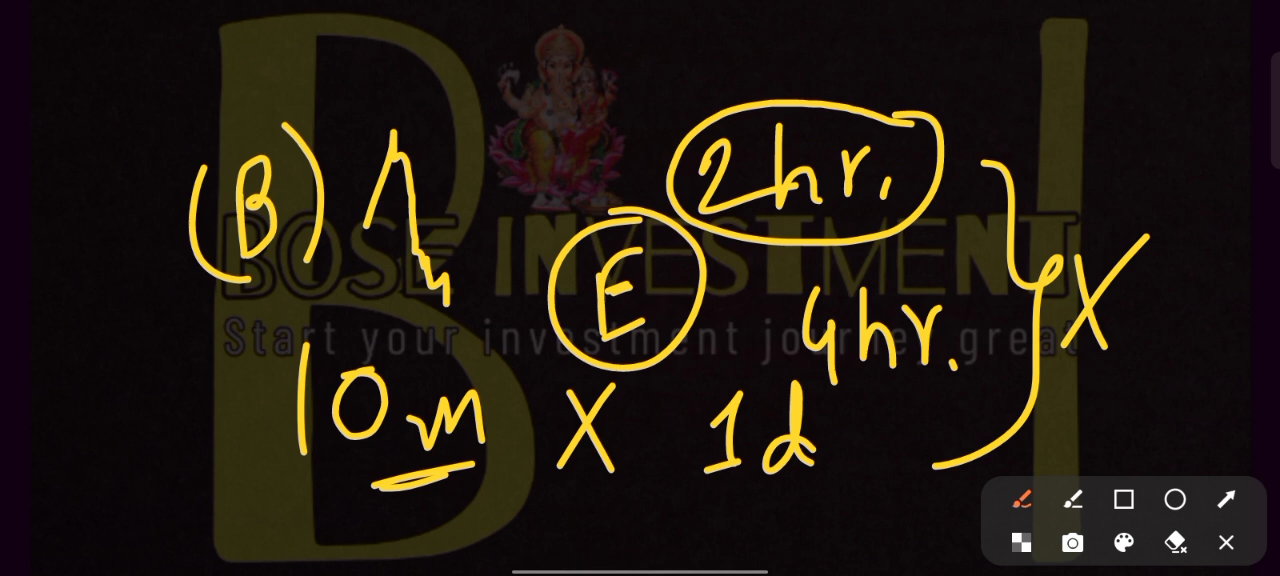 (B) 2hr.
BOSE INVESTMENT
E 4hr. X
Start your investment journey great
10m X 1d